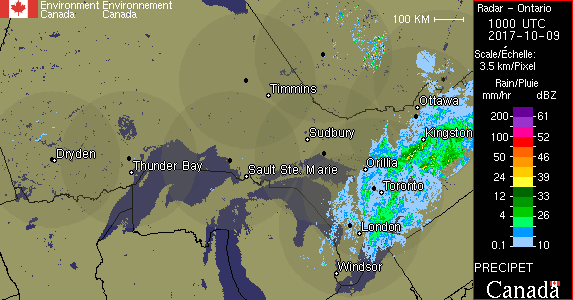 Environment Environnement
Canada Canada
100 KM
Timmins
Ottawa
Sudbury
Kingston
Dryden
Thunder Bay
Sault Ste. Marie
Orillia
Toronto
London
Windsor
Radar - Ontario
1000 UTC
2017-10-09
Scale/Échelle:
3.5 km/Pixel
Rain/Pluie
mm/hr dBZ
200 61
100 52
50 46
24 39
12 33
4 26
0.1 10
PRECIPET
Canada